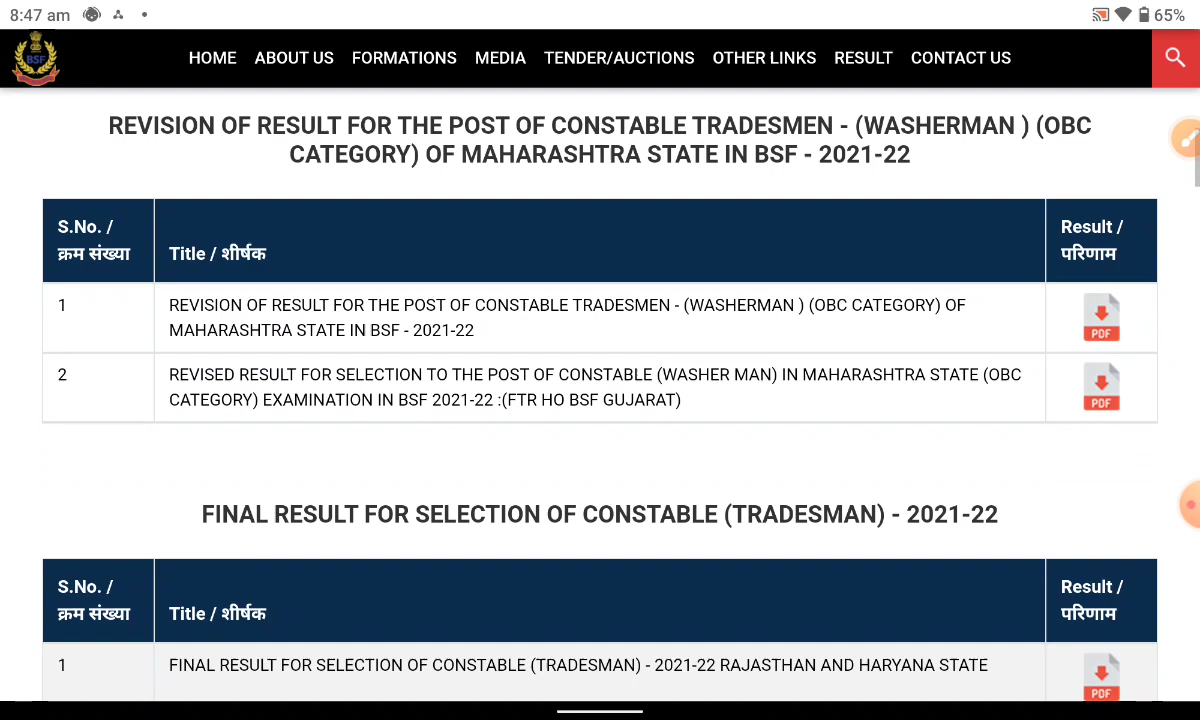 8:47 am
65%
BSF
HOME ABOUT US FORMATIONS MEDIA TENDER/AUCTIONS OTHER LINKS RESULT CONTACT US
REVISION OF RESULT FOR THE POST OF CONSTABLE TRADESMEN - (WASHERMAN ) (OBC
CATEGORY) OF MAHARASHTRA STATE IN BSF - 2021-22
S.No. /
क्रम संख्या
Title / शीर्षक
Result /
परिणाम
1
REVISION OF RESULT FOR THE POST OF CONSTABLE TRADESMEN - (WASHERMAN ) (OBC CATEGORY) OF
MAHARASHTRA STATE IN BSF - 2021-22
PDF
2
REVISED RESULT FOR SELECTION TO THE POST OF CONSTABLE (WASHER MAN) IN MAHARASHTRA STATE (OBC
CATEGORY) EXAMINATION IN BSF 2021-22 :(FTR HO BSF GUJARAT)
PDF
FINAL RESULT FOR SELECTION OF CONSTABLE (TRADESMAN) - 2021-22
S.No. /
क्रम संख्या
Title / शीर्षक
Result /
परिणाम
1
FINAL RESULT FOR SELECTION OF CONSTABLE (TRADESMAN) - 2021-22 RAJASTHAN AND HARYANA STATE
PDF